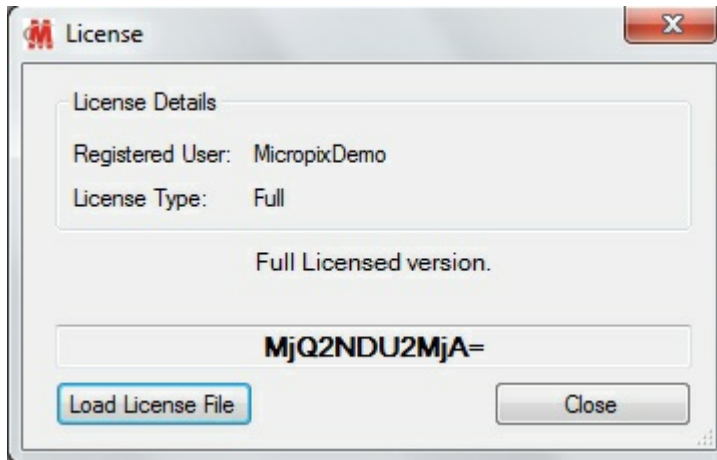 License
License Details
Registered User: MicropixDemo
License Type: Full
Full Licensed version.
MjQ2NDU2MjA=
Load License File
Close